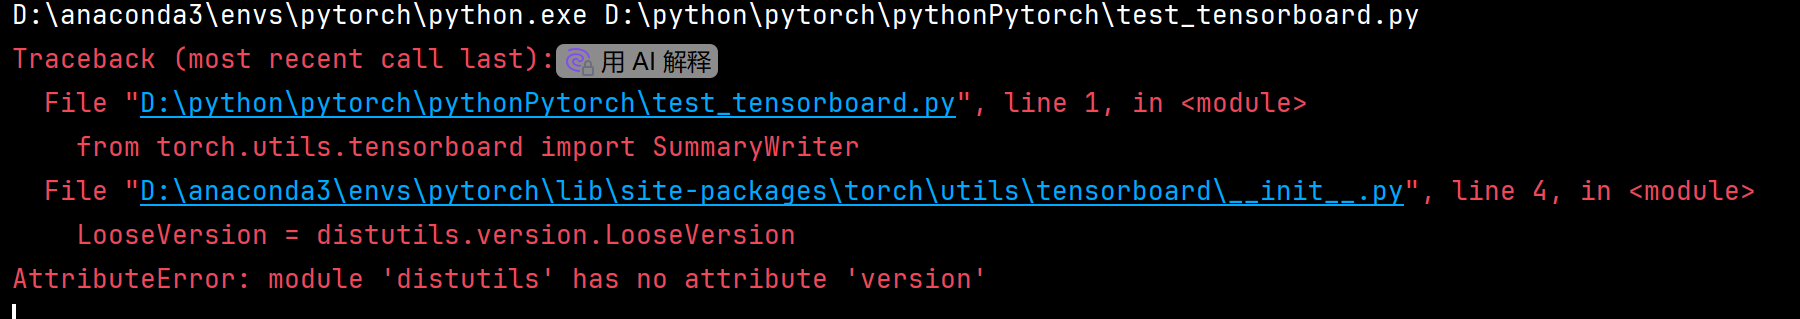 D:\anaconda3\envs\pytorch\python.exe D:\python\pytorch\pythonPytorch\test_tensorboard.py
Traceback (most recent call last): 用 AI 解释
  File "D:\python\pytorch\pythonPytorch\test_tensorboard.py", line 1, in <module>
    from torch.utils.tensorboard import SummaryWriter
  File "D:\anaconda3\envs\pytorch\lib\site-packages\torch\utils\tensorboard\__init__.py", line 4, in <module>
    LooseVersion = distutils.version.LooseVersion
AttributeError: module 'distutils' has no attribute 'version'